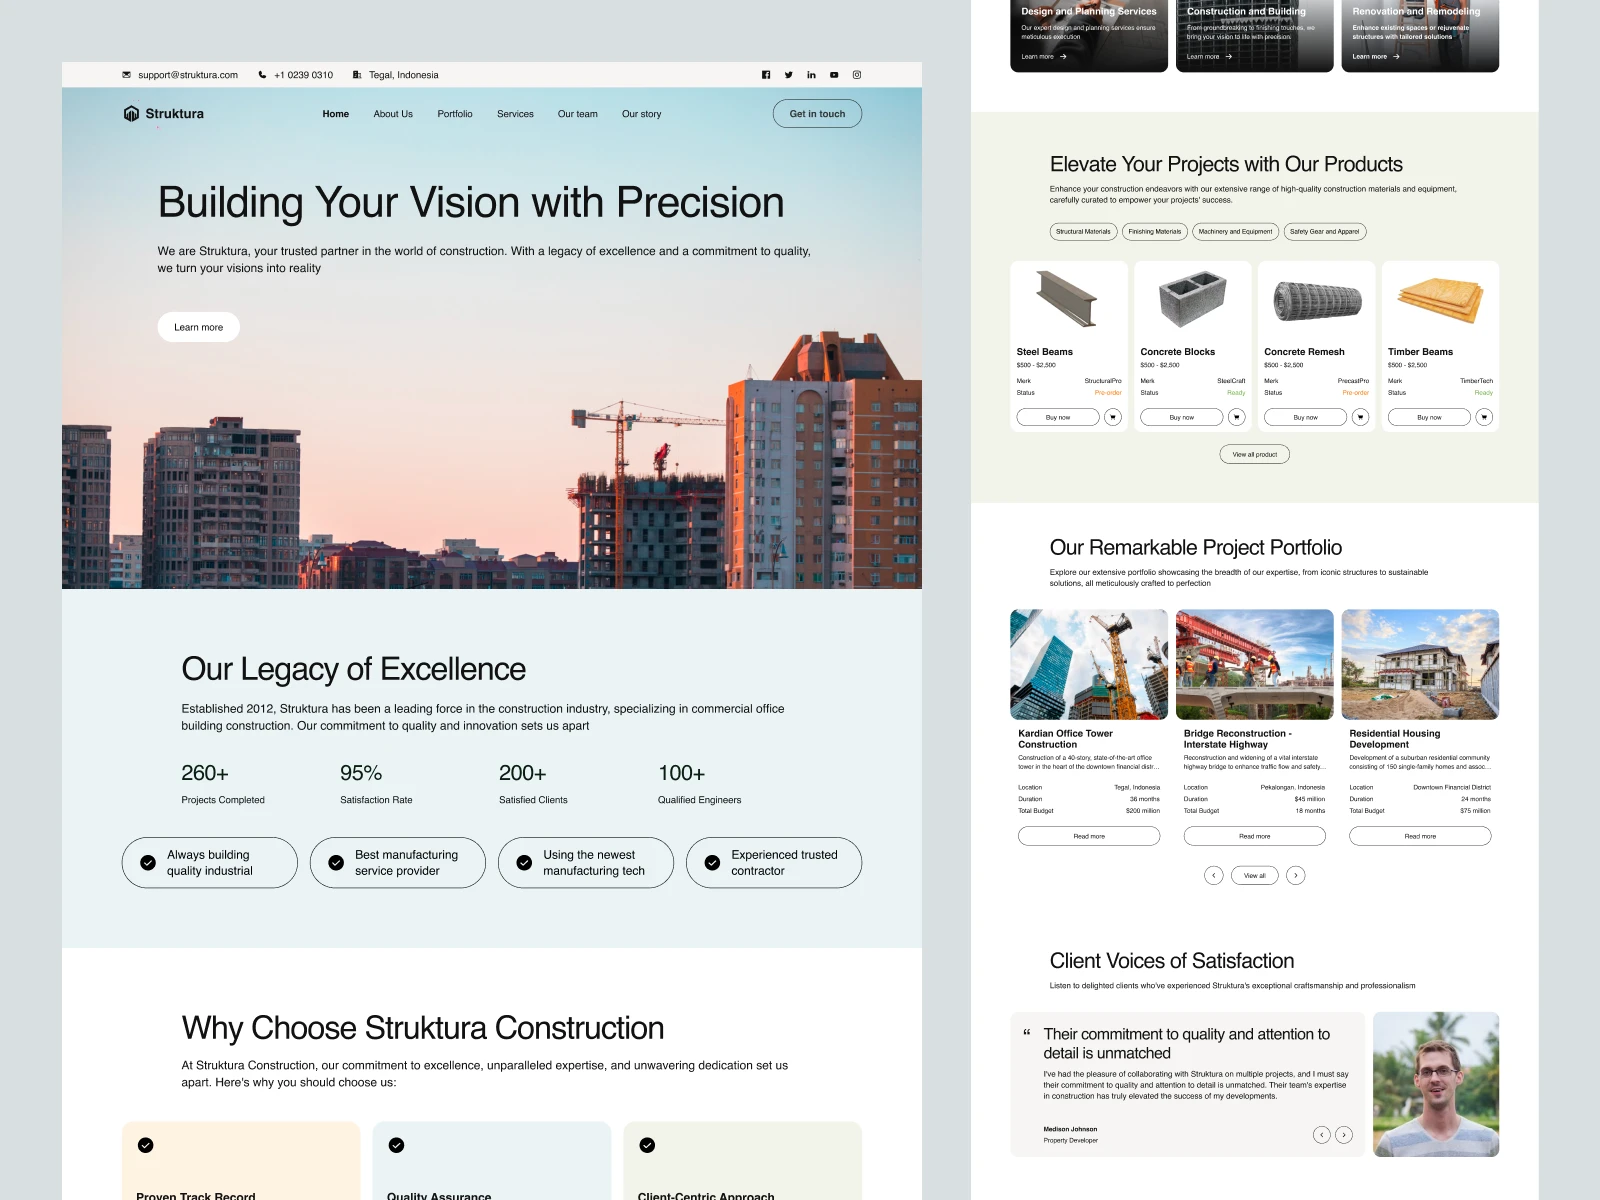 support@struktura.com +1 0239 0310 Tegal, Indonesia
Struktura Home About Us Portfolio Services Our team Our story Get in touch
Building Your Vision with Precision
We are Struktura, your trusted partner in the world of construction. With a legacy of excellence and a commitment to quality,
we turn your visions into reality
Learn more
Our Legacy of Excellence
Established 2012, Struktura has been a leading force in the construction industry, specializing in commercial office
building construction. Our commitment to quality and innovation sets us apart
260+ 95% 200+ 100+
Projects Completed Satisfaction Rate Satisfied Clients Qualified Engineers
Always building
quality industrial
Best manufacturing
service provider
Using the newest
manufacturing tech
Experienced trusted
contractor
Why Choose Struktura Construction
At Struktura Construction, our commitment to excellence, unparalleled expertise, and unwavering dedication set us
apart. Here's why you should choose us:
Proven Track Record
Quality Assurance
Client-Centric Approach
Design and Planning Services
Our expert design and planning services ensure
meticulous execution
Learn more
Construction and Building
From groundbreaking to finishing touches, we
bring your vision to life with precision.
Learn more
Renovation and Remodeling
Enhance existing spaces or rejuvenate
structures with tailored solutions
Learn more
Elevate Your Projects with Our Products
Enhance your construction endeavors with our extensive range of high-quality construction materials and equipment,
carefully curated to empower your projects' success.
Structural Materials Finishing Materials Machinery and Equipment Safety Gear and Apparel
Steel Beams
$500 - $2,500
Merk StructuralPro
Status Pre-order
Buy now
Concrete Blocks
$500 - $2,500
Merk SteelCraft
Status Ready
Buy now
Concrete Remesh
$500 - $2,500
Merk PrecastPro
Status Pre-order
Buy now
Timber Beams
$500 - $2,500
Merk TimberTech
Status Ready
Buy now
View all product
Our Remarkable Project Portfolio
Explore our extensive portfolio showcasing the breadth of our expertise, from iconic structures to sustainable
solutions, all meticulously crafted to perfection
Kardian Office Tower
Construction
Construction of a 40-story, state-of-the-art office
tower in the heart of the downtown financial distr...
Location Tegal, Indonesia
Duration 36 months
Total Budget $200 million
Read more
Bridge Reconstruction -
Interstate Highway
Reconstruction and widening of a vital interstate
highway bridge to enhance traffic flow and safety...
Location Pekalongan, Indonesia
Duration $45 million
Total Budget 18 months
Read more
Residential Housing
Development
Development of a suburban residential community
consisting of 150 single-family homes and assoc...
Location Downtown Financial District
Duration 24 months
Total Budget $75 million
Read more
View all
Client Voices of Satisfaction
Listen to delighted clients who've experienced Struktura's exceptional craftsmanship and professionalism
“ Their commitment to quality and attention to
detail is unmatched
I've had the pleasure of collaborating with Struktura on multiple projects, and I must say
their commitment to quality and attention to detail is unmatched. Their team's expertise
in construction has truly elevated the success of my developments.
Medison Johnson
Property Developer